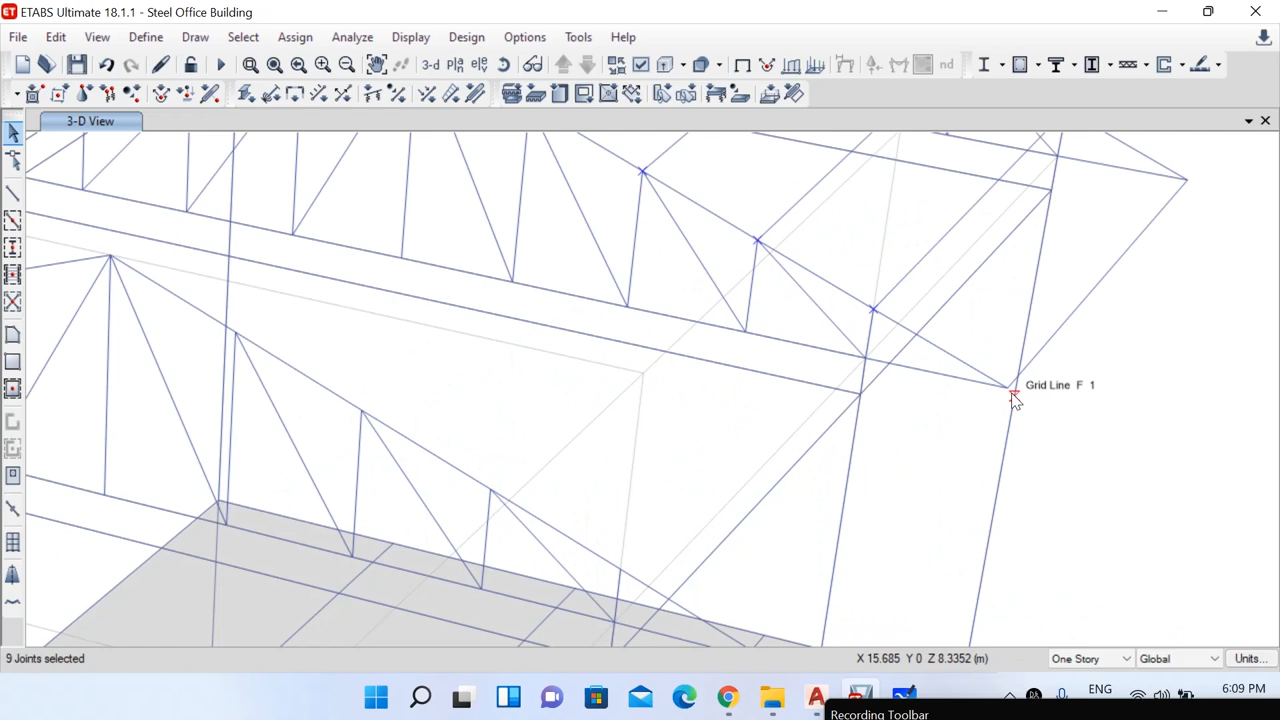 ETABS Ultimate 18.1.1 - Steel Office Building
File Edit View Define Draw Select Assign Analyze Display Design Options Tools Help
3-d
nd
3-D View
Grid Line F 1
9 Joints selected
X 15.685 Y 0 Z 8.3352 (m)
One Story
Global
Units...
ENG
6:09 PM
Recording Toolbar